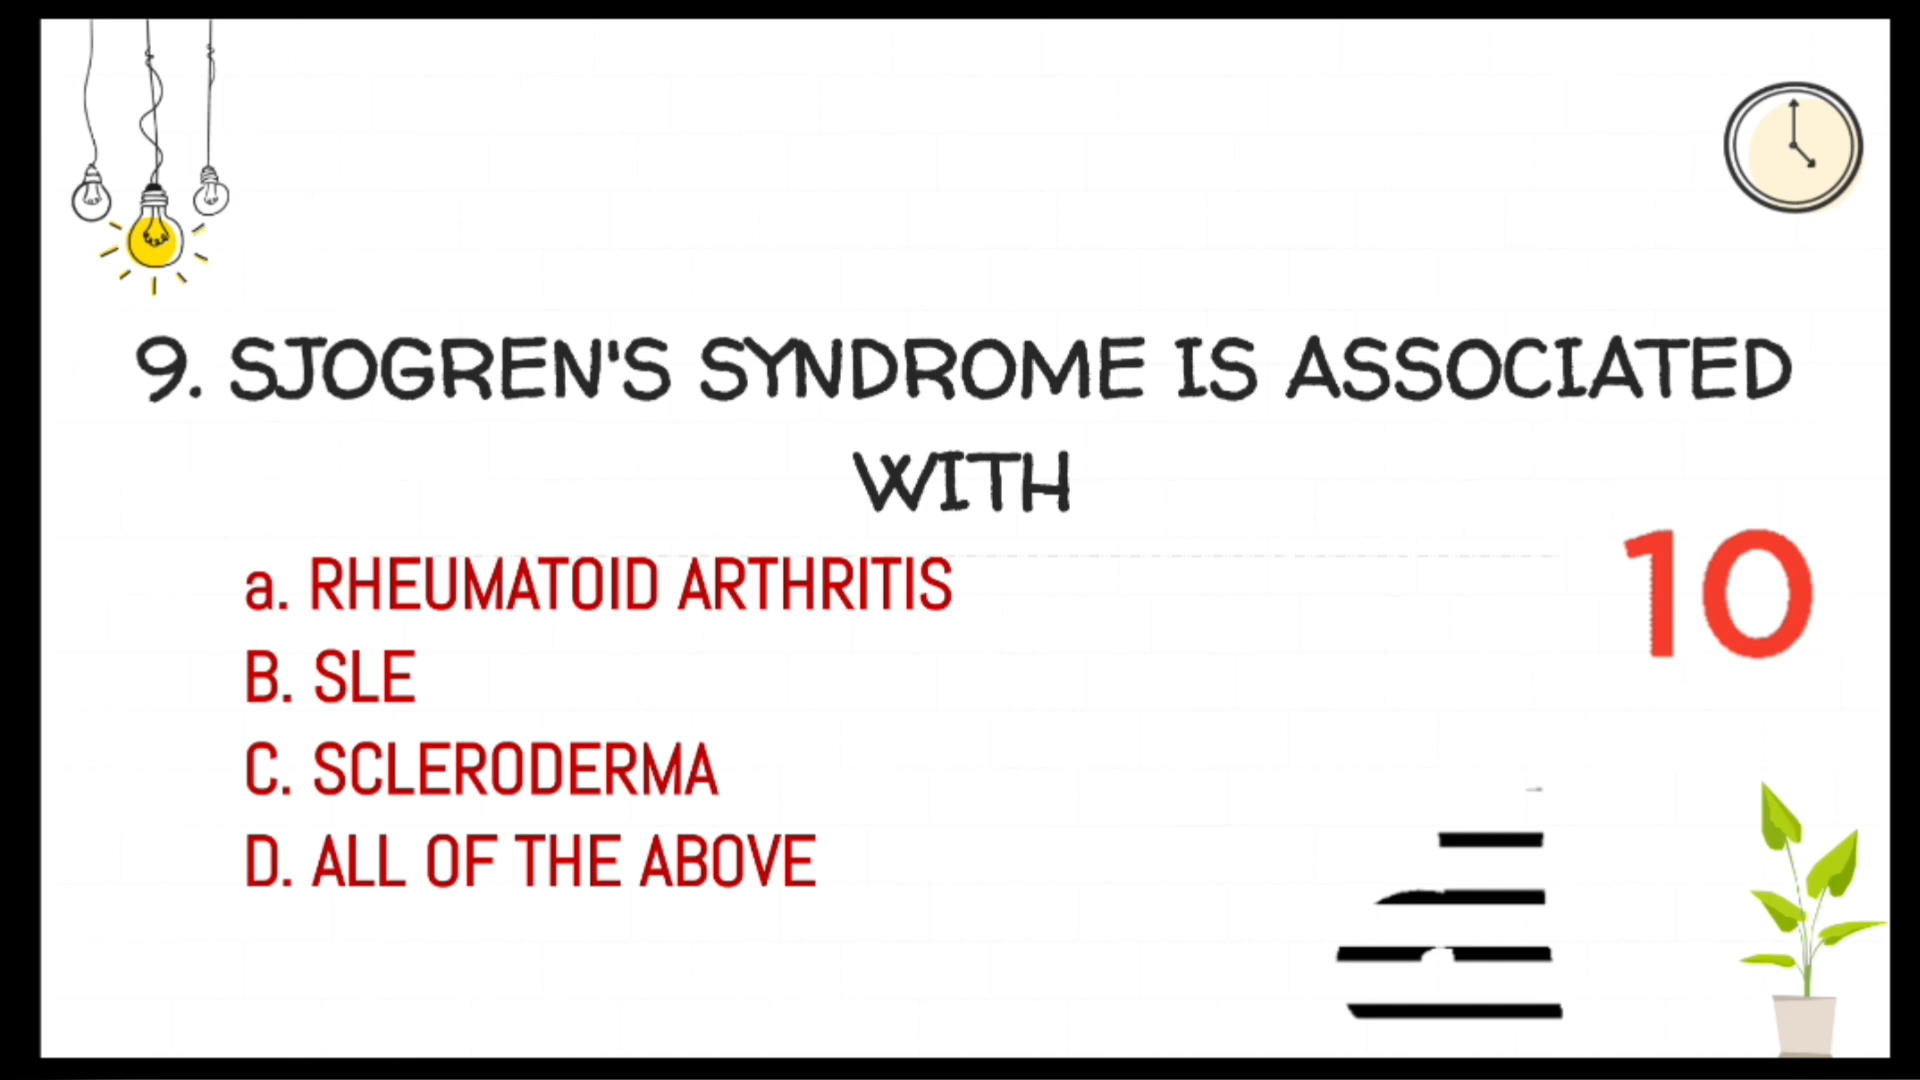 9. SJOGREN'S SYNDROME IS ASSOCIATED
WITH
a. RHEUMATOID ARTHRITIS
B. SLE
C. SCLERODERMA
D. ALL OF THE ABOVE
10